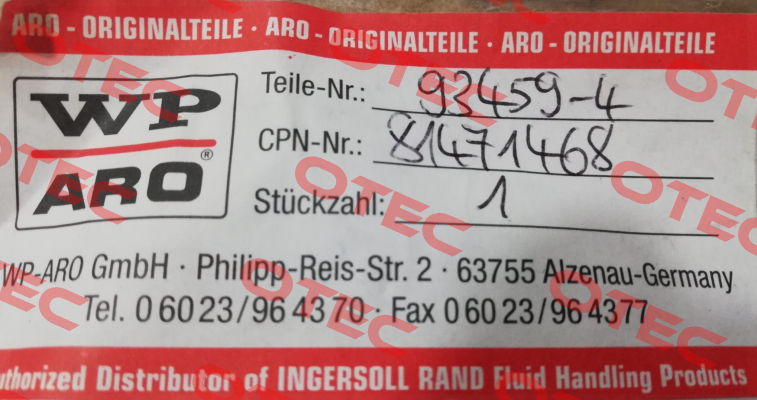 ARO - ORIGINALTEILE · ARO - ORIGINALTEILE · ARO - ORIGINALTEILE
WP
ARO®
Teile-Nr.: 93459-4
CPN-Nr.: 81471468
Stückzahl: 1
WP-ARO GmbH · Philipp-Reis-Str. 2 · 63755 Alzenau-Germany
Tel. 0 60 23/96 43 70 · Fax 0 60 23/96 43 77
uthorized Distributor of INGERSOLL RAND Fluid Handling Products
OTEC